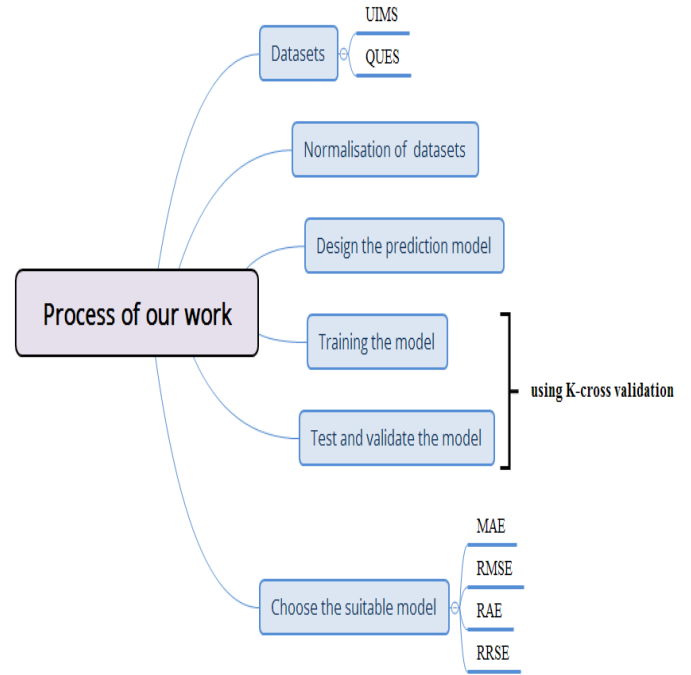 UIMS
Datasets
QUES
Normalisation of datasets
Design the prediction model
Process of our work
Training the model
using K-cross validation
Test and validate the model
MAE
RMSE
Choose the suitable model
RAE
RRSE